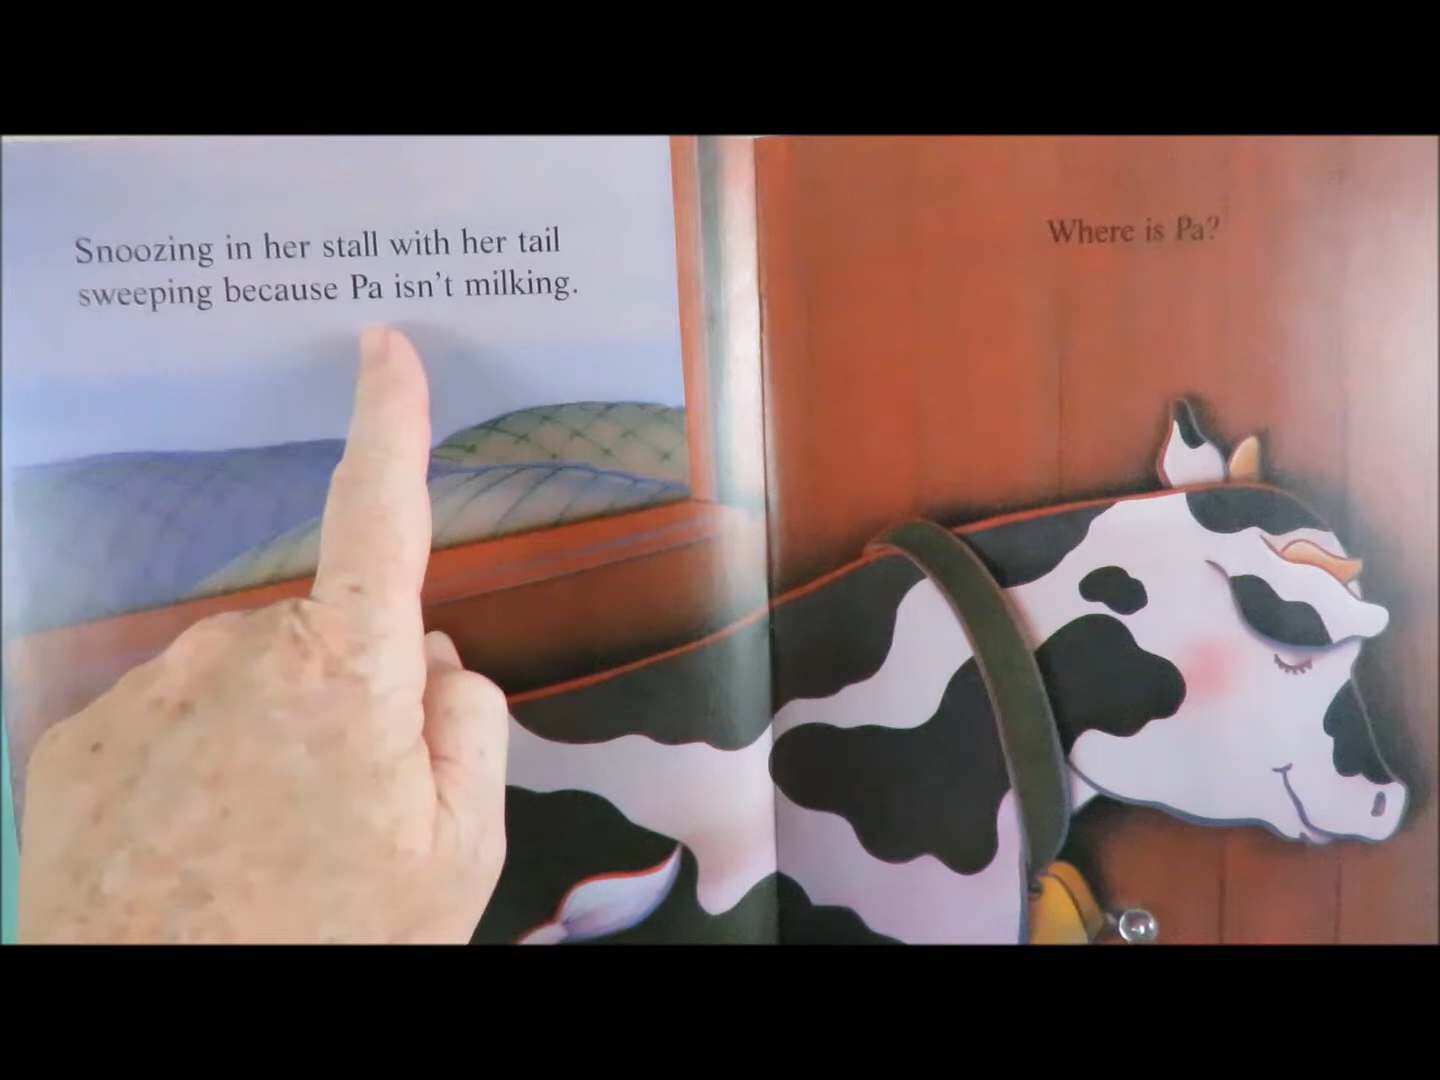 Snoozing in her stall with her tail
sweeping because Pa isn't milking.
Where is Pa?